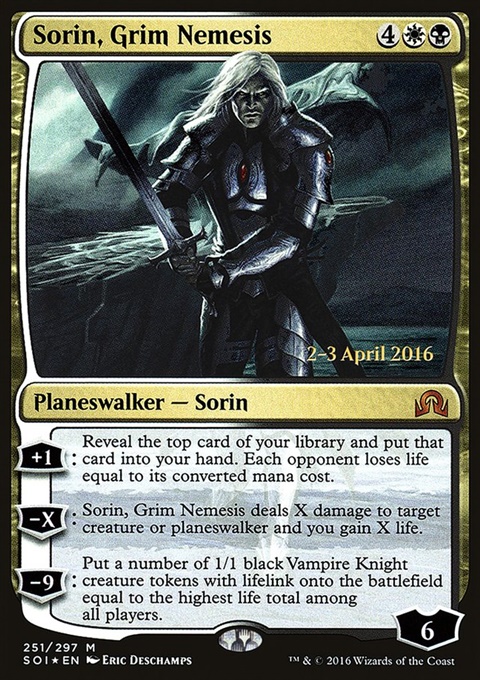 Sorin, Grim Nemesis 4
2-3 April 2016
Planeswalker — Sorin
+1: Reveal the top card of your library and put that
card into your hand. Each opponent loses life
equal to its converted mana cost.
-X: Sorin, Grim Nemesis deals X damage to target
creature or planeswalker and you gain X life.
-9: Put a number of 1/1 black Vampire Knight
creature tokens with lifelink onto the battlefield
equal to the highest life total among
all players.
6
251/297 M
SOI★EN Eric Deschamps
™ & © 2016 Wizards of the Coast